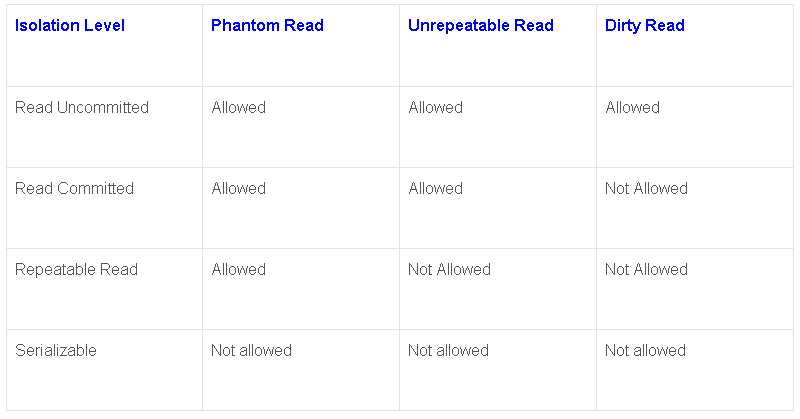 Isolation Level Phantom Read Unrepeatable Read Dirty Read
Read Uncommitted Allowed Allowed Allowed
Read Committed Allowed Allowed Not Allowed
Repeatable Read Allowed Not Allowed Not Allowed
Serializable Not allowed Not allowed Not allowed